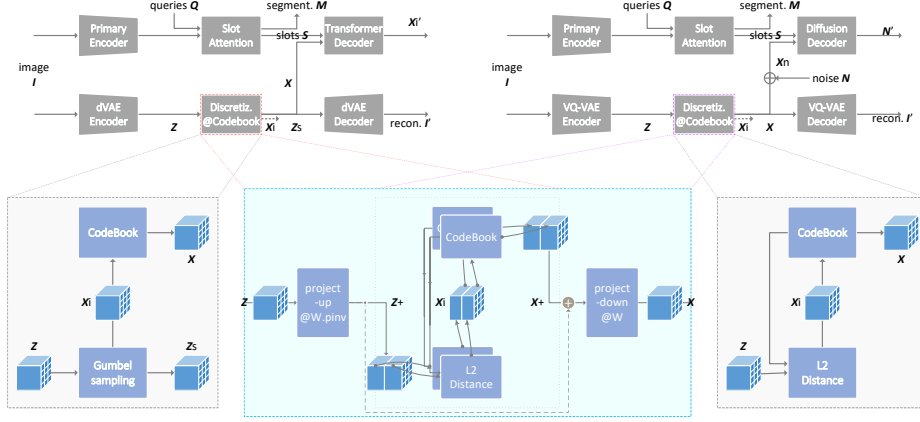 queries Q
segment. M
Primary
Encoder
Slot
Attention
slots S
Transformer
Decoder
Xi'
image
I
X
dVAE
Encoder
Z
Discretiz.
@Codebook
Xi
Zs
dVAE
Decoder
recon. I'
queries Q
segment. M
Primary
Encoder
Slot
Attention
slots S
Diffusion
Decoder
N'
image
I
Xn
noise N
VQ-VAE
Encoder
Z
Discretiz.
@Codebook
Xi
X
VQ-VAE
Decoder
recon. I'
CodeBook
X
Xi
Z
Gumbel
sampling
Zs
Z
project
-up
@W.pinv
Z+
CodeBook
Xi
L2
Distance
X+
project
-down
@W
X
CodeBook
X
Xi
Z
L2
Distance